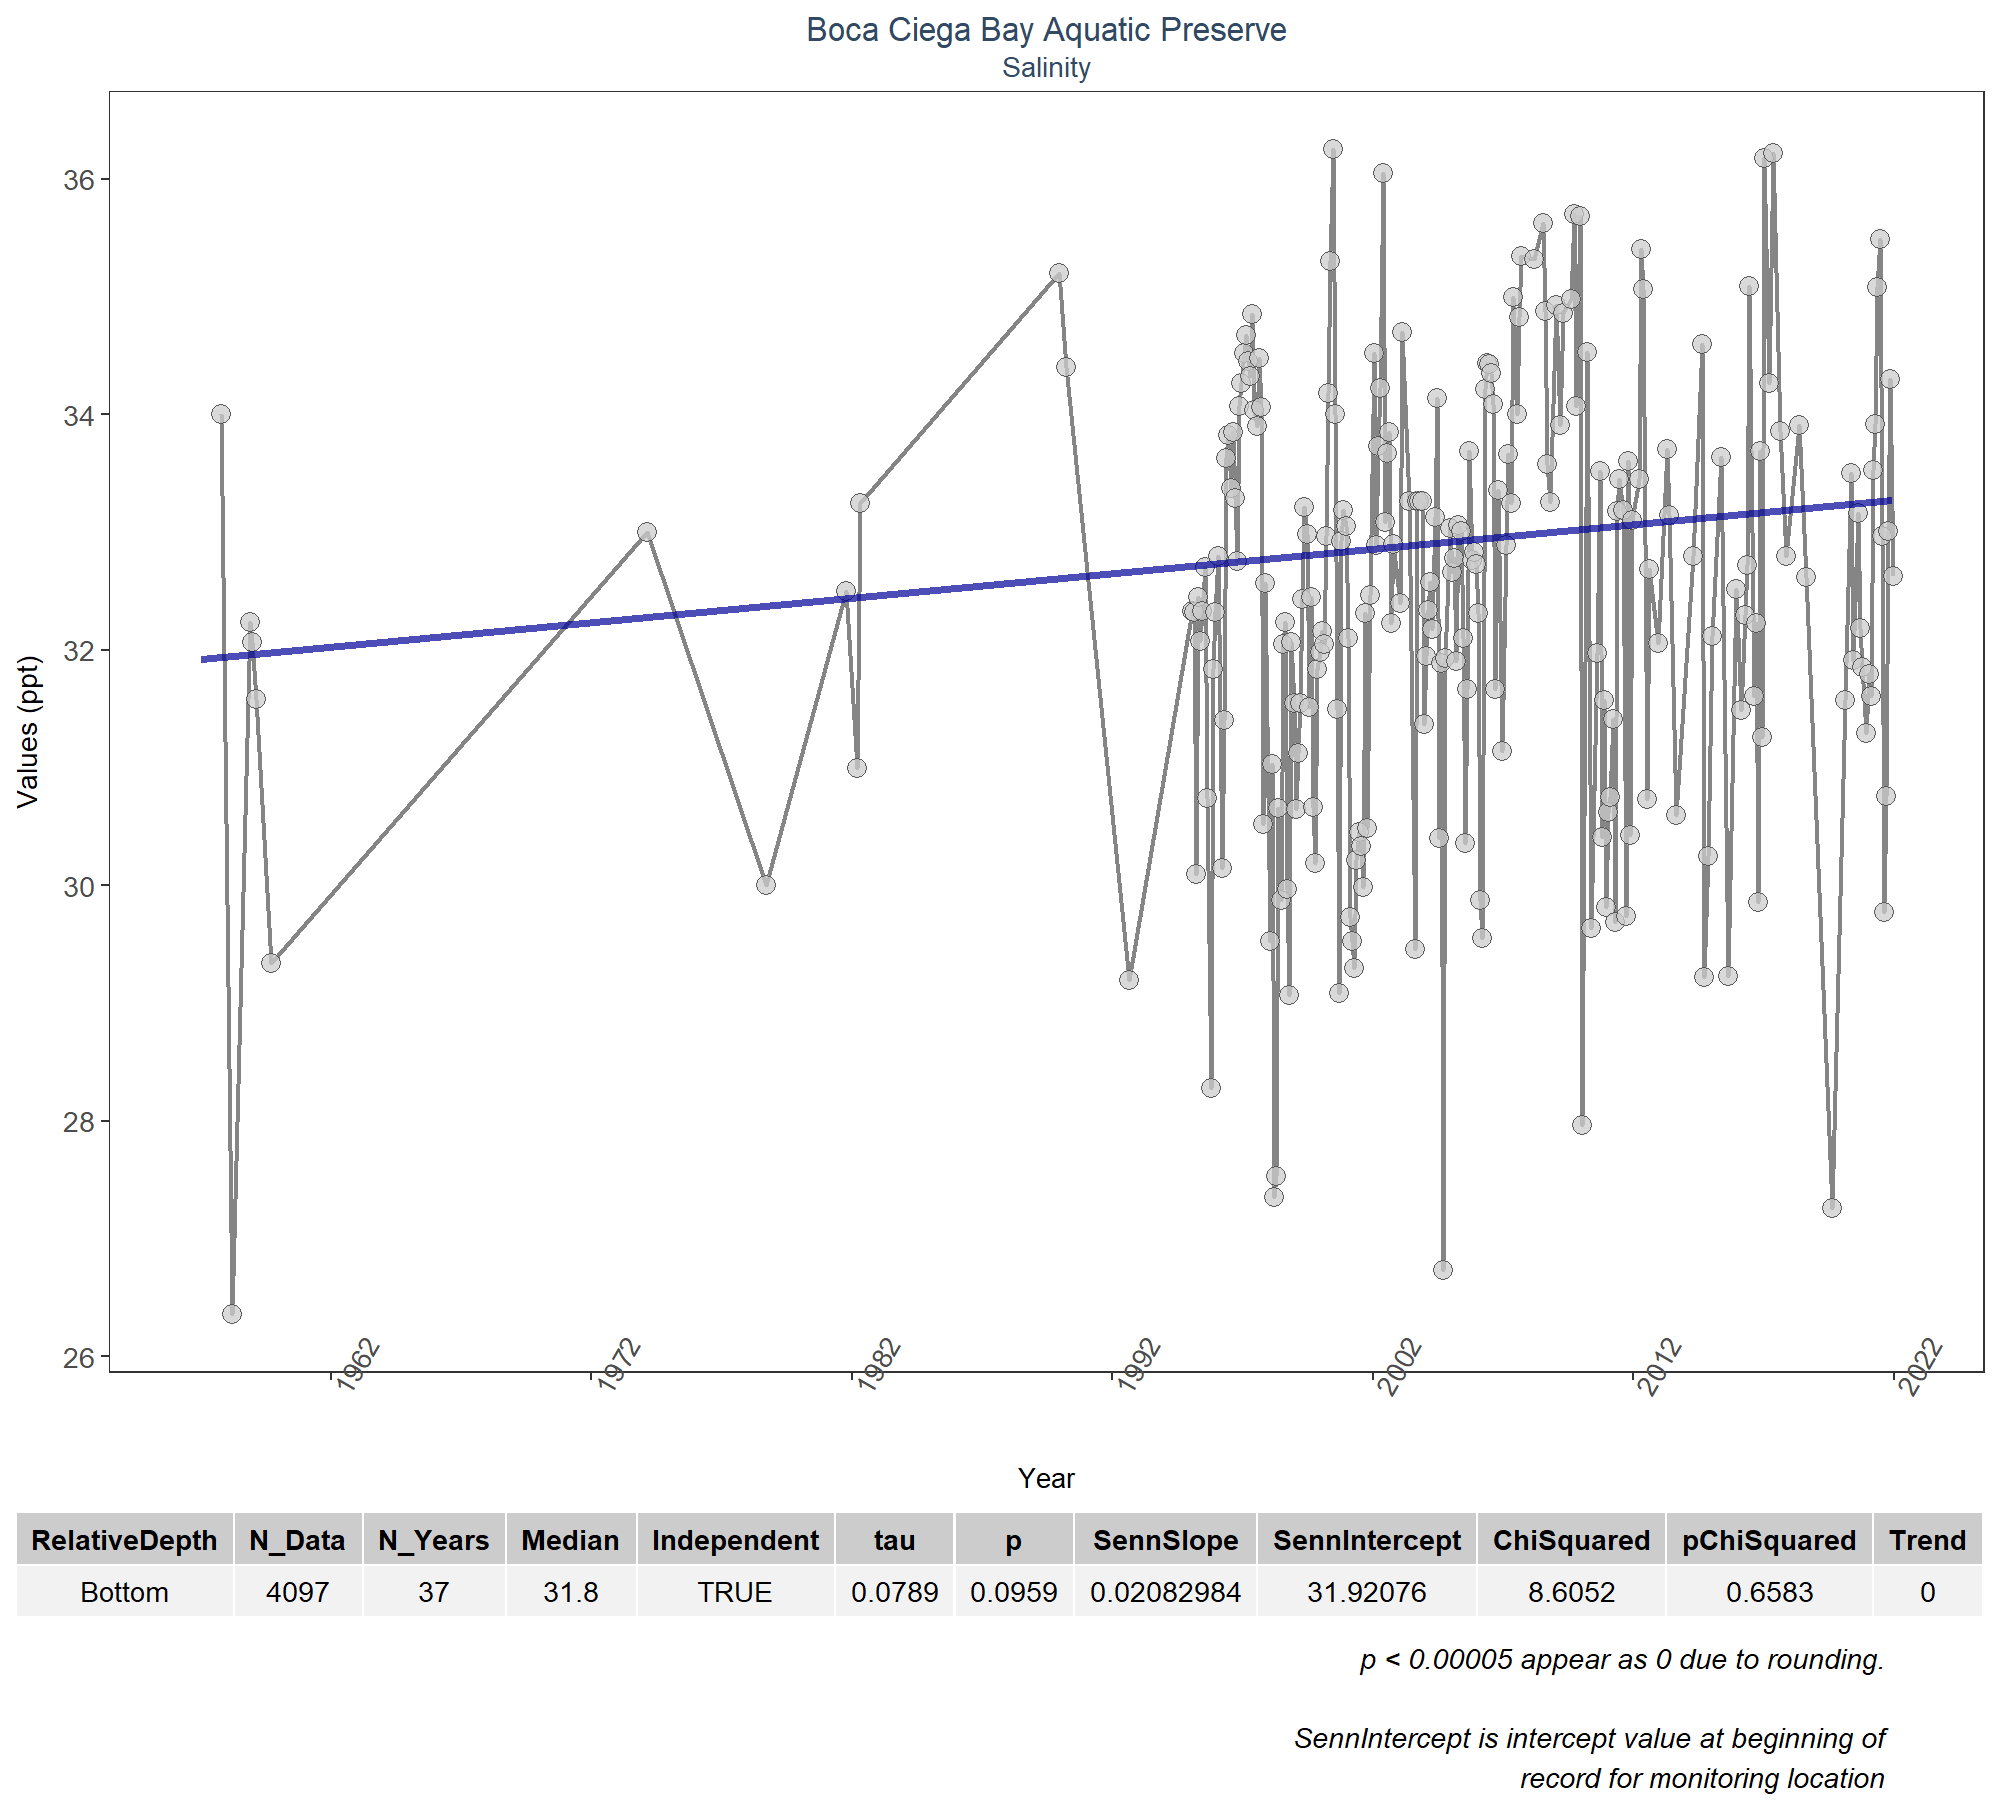 Boca Ciega Bay Aquatic Preserve
Salinity
36
34
32
30
28
26
Values (ppt)
1962 1972 1982 1992 2002 2012 2022
Year
RelativeDepth N_Data N_Years Median Independent tau p SennSlope SennIntercept ChiSquared pChiSquared Trend
Bottom 4097 37 31.8 TRUE 0.0789 0.0959 0.02082984 31.92076 8.6052 0.6583 0
p < 0.00005 appear as 0 due to rounding.
SennIntercept is intercept value at beginning of
record for monitoring location